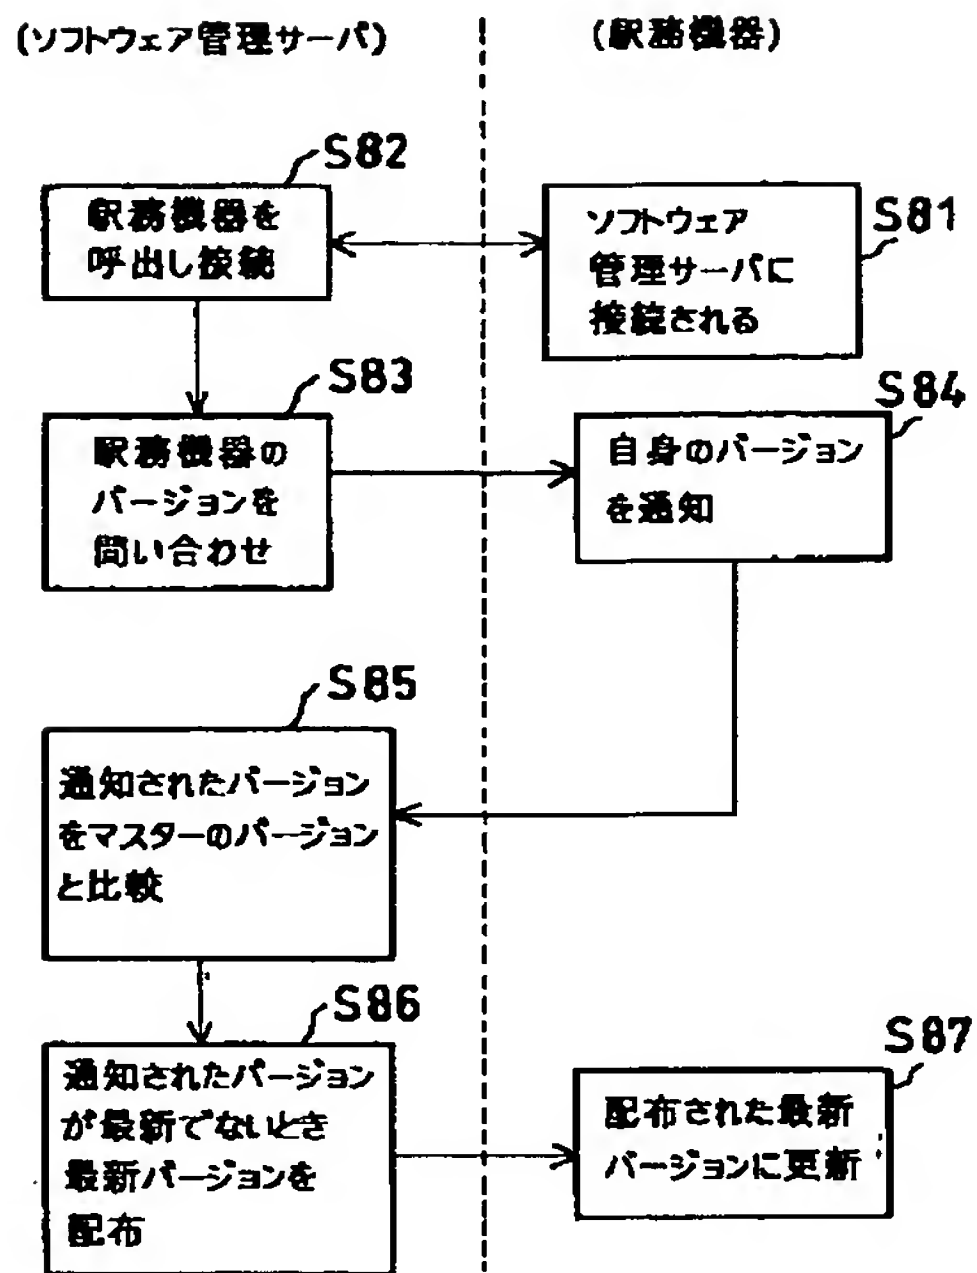 (ソフトウェア管理サーバ)
(駅務機器)
S82
駅務機器を
呼出し接続
S81
ソフトウェア
管理サーバに
接続される
S83
駅務機器の
バージョンを
問い合わせ
S84
自身のバージョン
を通知
S85
通知されたバージョン
をマスターのバージョン
と比較
S86
通知されたバージョン
が最新でないとき
最新バージョンを
配布
S87
配布された最新
バージョンに更新